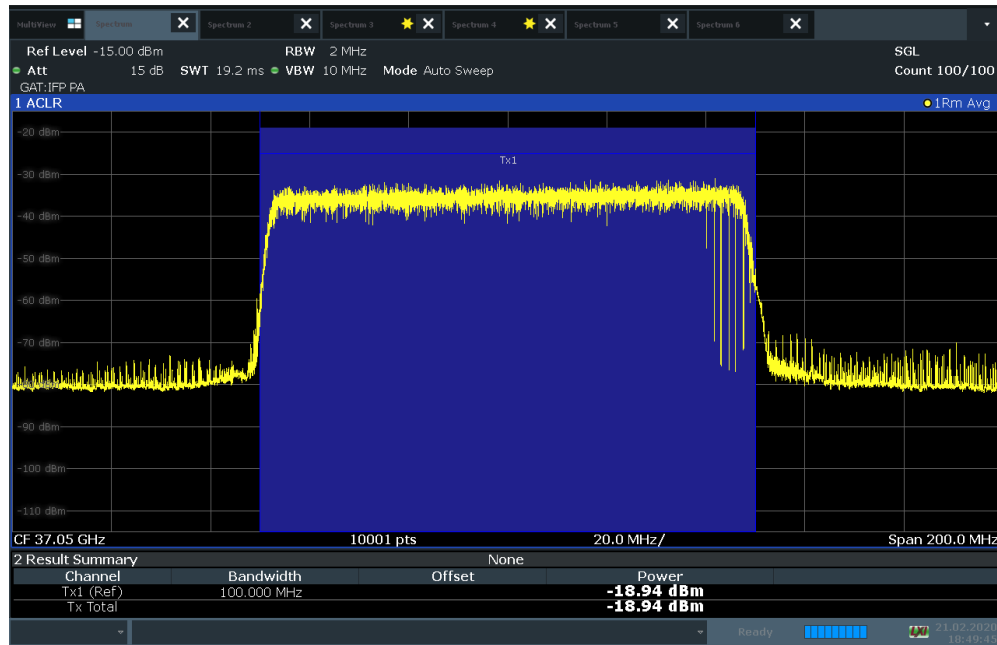 MultiView Spectrum Spectrum 2 Spectrum 3 Spectrum 4 Spectrum 5 Spectrum 6
Ref Level -15.00 dBm RBW 2 MHz SGL
Att 15 dB SWT 19.2 ms VBW 10 MHz Mode Auto Sweep Count 100/100
GAT:IFP PA
1 ACLR 1Rm Avg
-20 dBm
Tx1
-30 dBm
-40 dBm
-50 dBm
-60 dBm
-70 dBm
-90 dBm
-100 dBm
-110 dBm
CF 37.05 GHz 10001 pts 20.0 MHz/ Span 200.0 MHz
2 Result Summary None
Channel Bandwidth Offset Power
Tx1 (Ref) 100.000 MHz -18.94 dBm
Tx Total -18.94 dBm
Ready LXI 21.02.2020
18:49:45